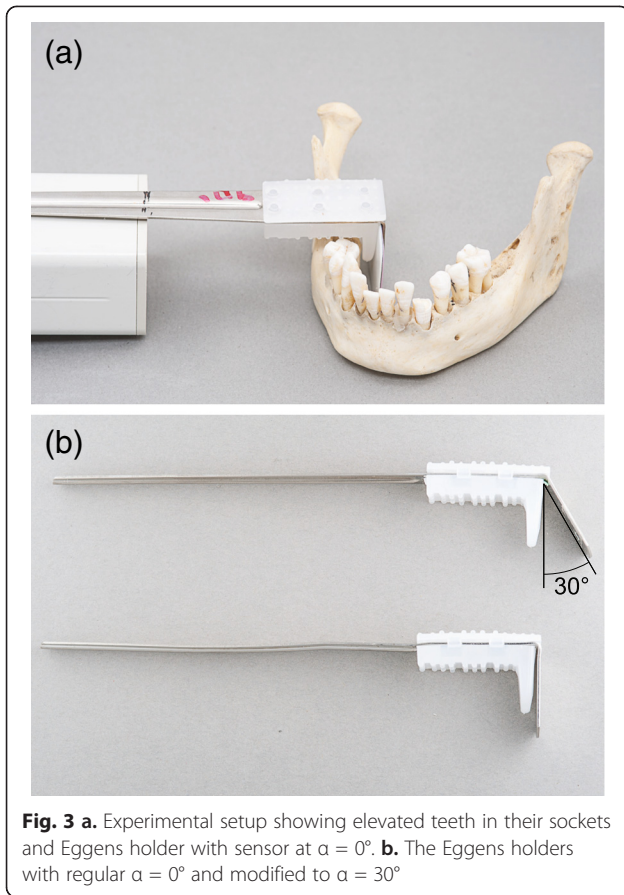 (a)
(b)
30°
Fig. 3 a. Experimental setup showing elevated teeth in their sockets
and Eggens holder with sensor at α = 0°. b. The Eggens holders
with regular α = 0° and modified to α = 30°